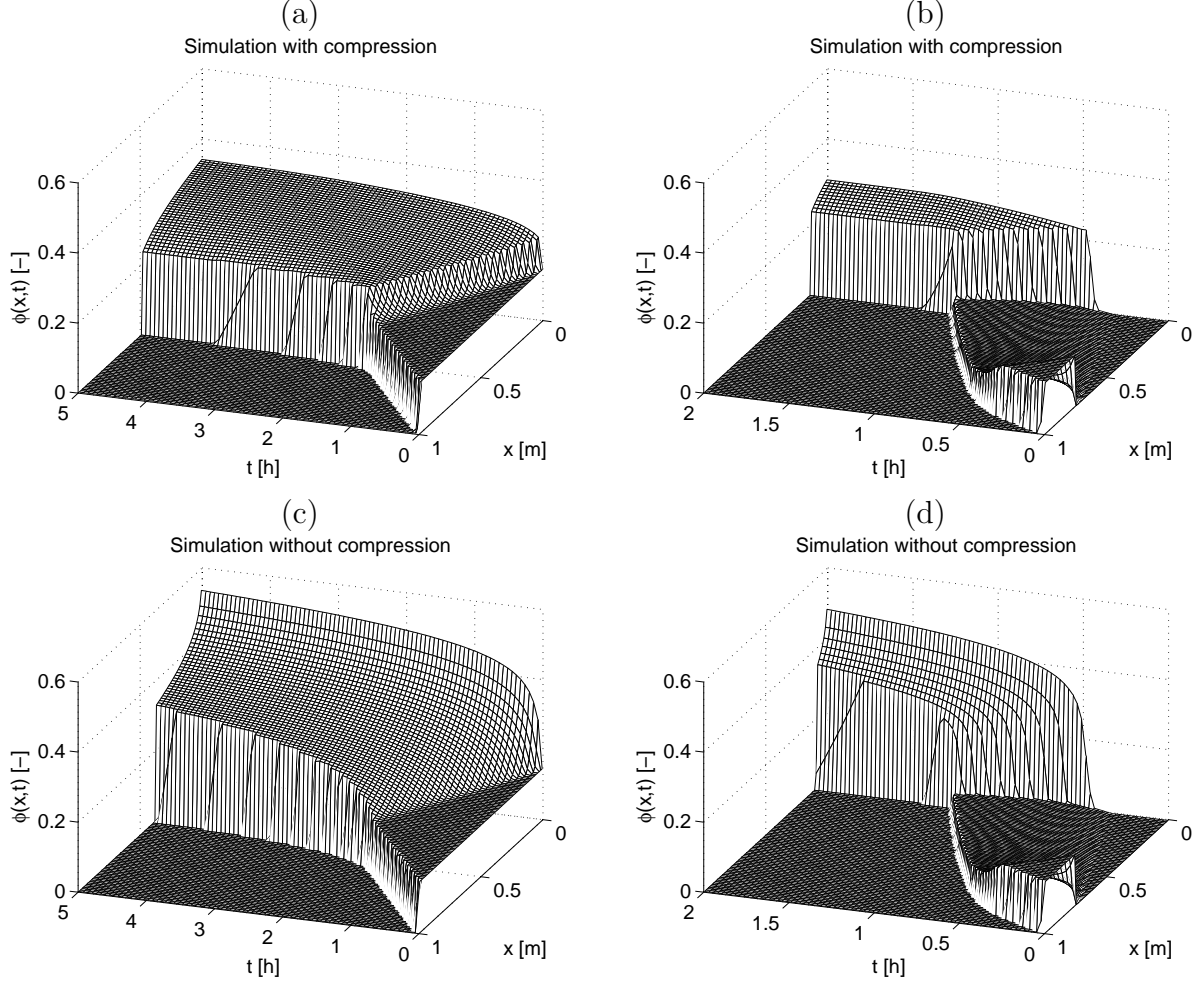 (a)
Simulation with compression
0.6
0.4
0.2
0
ϕ(x,t) [−]
5
4
3
2
1
0
t [h]
1
0.5
0
x [m]
(b)
Simulation with compression
0.6
0.4
0.2
0
ϕ(x,t) [−]
2
1.5
1
0.5
0
t [h]
1
0.5
0
x [m]
(c)
Simulation without compression
0.6
0.4
0.2
0
ϕ(x,t) [−]
5
4
3
2
1
0
t [h]
1
0.5
0
x [m]
(d)
Simulation without compression
0.6
0.4
0.2
0
ϕ(x,t) [−]
2
1.5
1
0.5
0
t [h]
1
0.5
0
x [m]